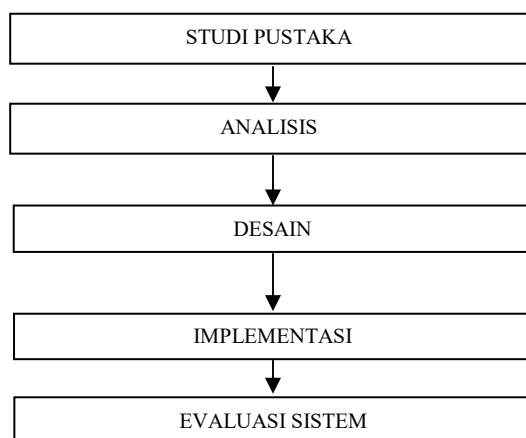 STUDI PUSTAKA
ANALISIS
DESAIN
IMPLEMENTASI
EVALUASI SISTEM